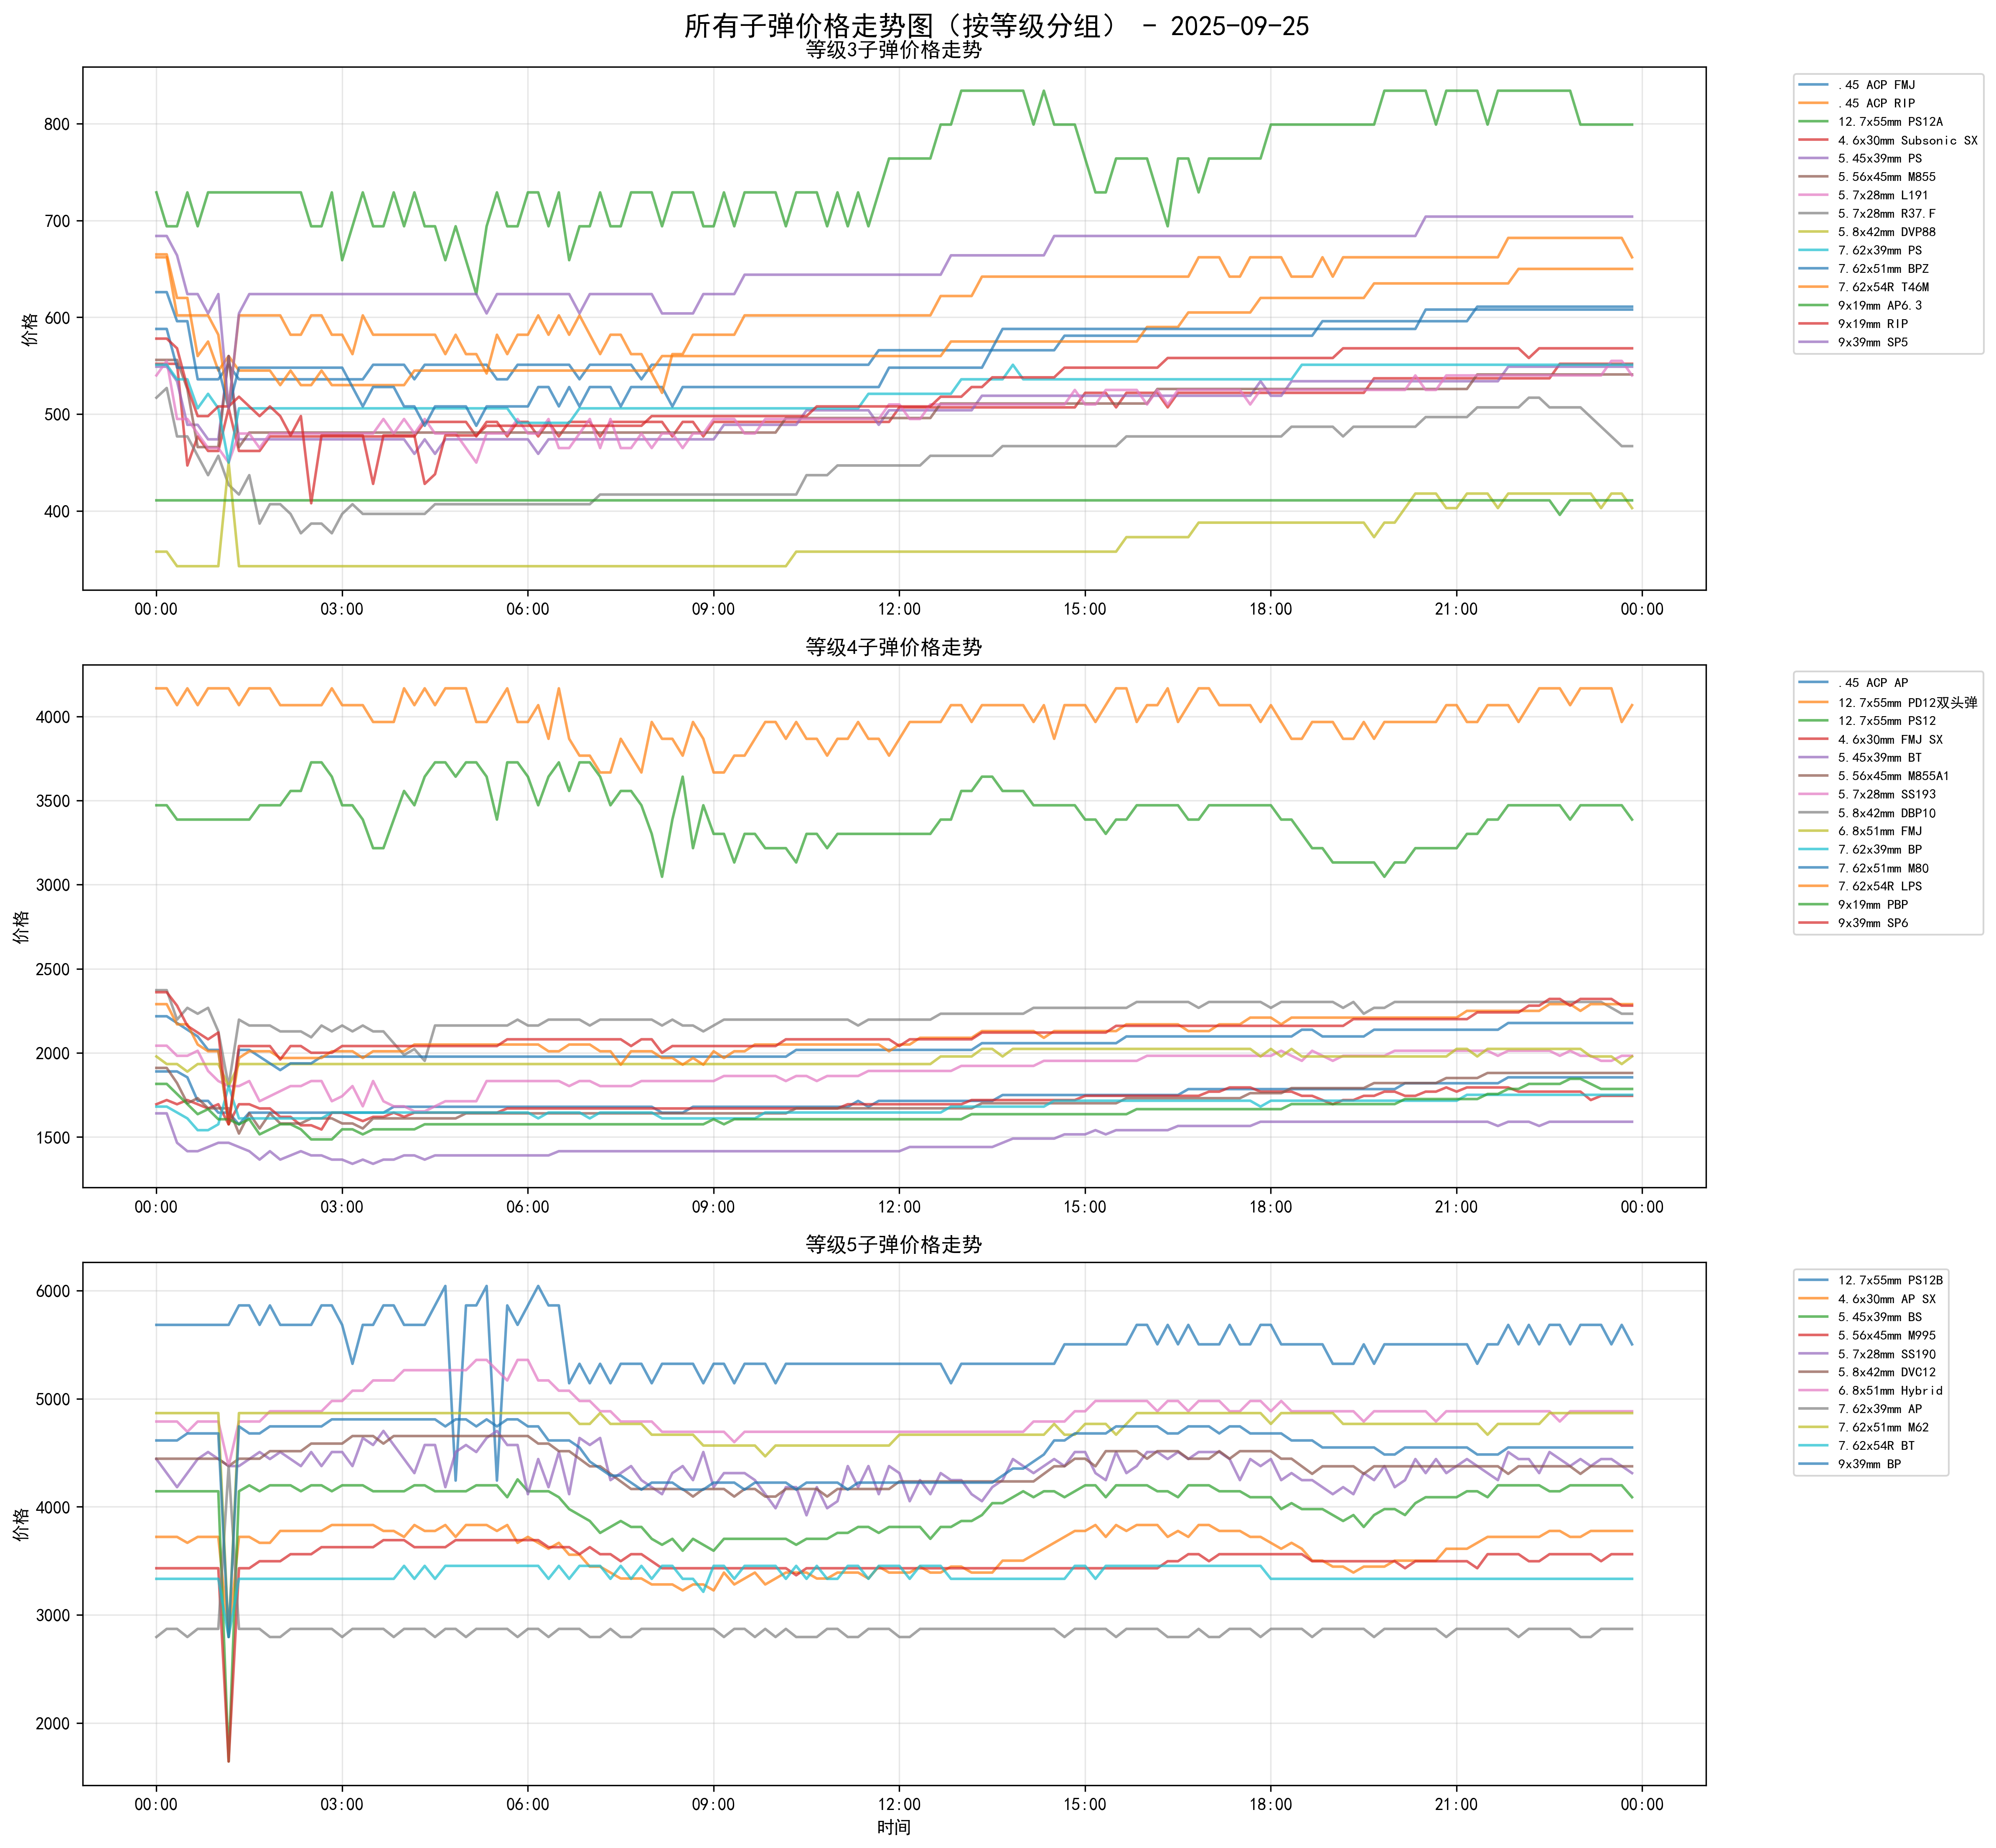 所有子弹价格走势图（按等级分组） - 2025-09-25
等级3子弹价格走势
价格
800
700
600
500
400
00:00 03:00 06:00 09:00 12:00 15:00 18:00 21:00 00:00
.45 ACP FMJ
.45 ACP RIP
12.7x55mm PS12A
4.6x30mm Subsonic SX
5.45x39mm PS
5.56x45mm M855
5.7x28mm L191
5.7x28mm R37.F
5.8x42mm DVP88
7.62x39mm PS
7.62x51mm BPZ
7.62x54R T46M
9x19mm AP6.3
9x19mm RIP
9x39mm SP5
等级4子弹价格走势
价格
4000
3500
3000
2500
2000
1500
00:00 03:00 06:00 09:00 12:00 15:00 18:00 21:00 00:00
.45 ACP AP
12.7x55mm PD12双头弹
12.7x55mm PS12
4.6x30mm FMJ SX
5.45x39mm BT
5.56x45mm M855A1
5.7x28mm SS193
5.8x42mm DBP10
6.8x51mm FMJ
7.62x39mm BP
7.62x51mm M80
7.62x54R LPS
9x19mm PBP
9x39mm SP6
等级5子弹价格走势
价格
6000
5000
4000
3000
2000
00:00 03:00 06:00 09:00 12:00 15:00 18:00 21:00 00:00
时间
12.7x55mm PS12B
4.6x30mm AP SX
5.45x39mm BS
5.56x45mm M995
5.7x28mm SS190
5.8x42mm DVC12
6.8x51mm Hybrid
7.62x39mm AP
7.62x51mm M62
7.62x54R BT
9x39mm BP